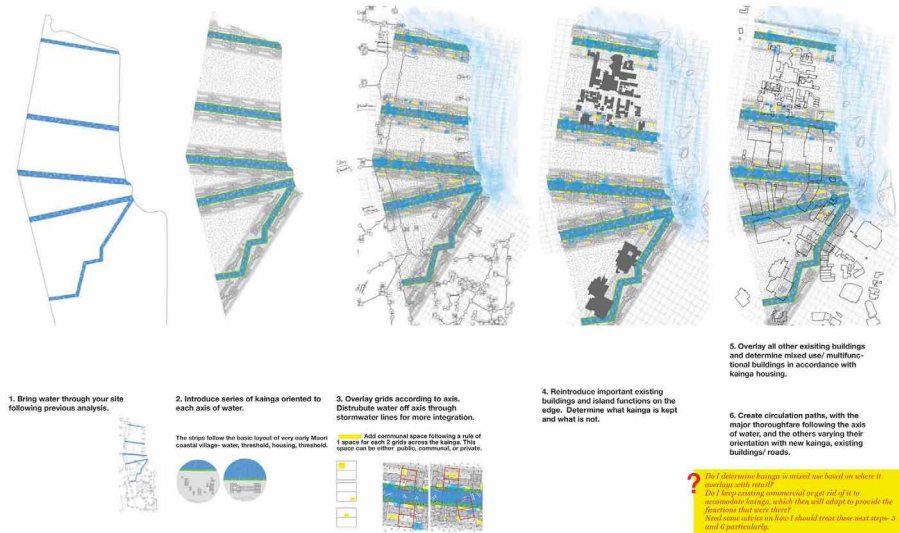 1. Bring water through your site
following previous analysis.
2. Introduce series of kainga oriented to
each axis of water.
The strips follow the basic layout of very early Maori
coastal village- water, threshold, housing, threshold.
3. Overlay grids according to axis.
Distrubute water off axis through
stormwater lines for more integration.
Add communal space following a rule of
1 space for each 2 grids across the kainga. This
space can be either public, communal, or private.
4. Reintroduce important existing
buildings and island functions on the
edge. Determine what kainga is kept
and what is not.
5. Overlay all other exisiting buildings
and determine mixed use/ multifunc-
tional buildings in accordance with
kainga housing.
6. Create circulation paths, with the
major thoroughfare following the axis
of water, and the others varying their
orientation with new kainga, existing
buildings/ roads.
? Do I determine kainga is mixed use based on where it
overlaps with retail?
Do I keep existing commercial or get rid of it to
accomodate kainga, which then will adapt to provide the
functions that were there?
Need some advice on how I should treat these next steps- 5
and 6 particularly.